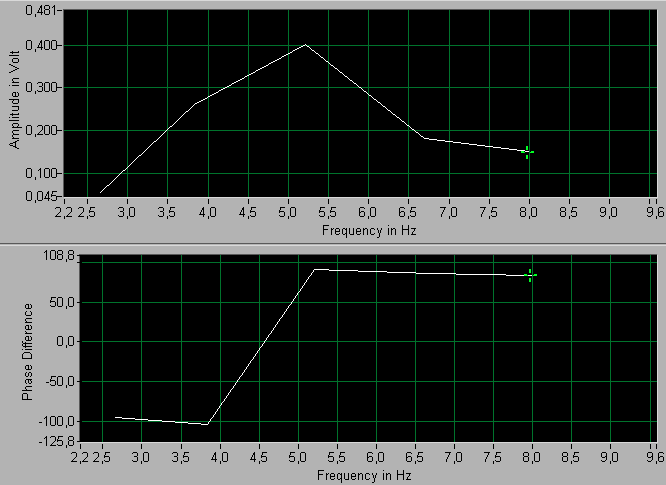 0,481
0,400
0,300
0,200
0,100
0,045
Amplitude in Volt
2,2 2,5 3,0 3,5 4,0 4,5 5,0 5,5 6,0 6,5 7,0 7,5 8,0 8,5 9,0 9,6
Frequency in Hz
108,8
50,0
0,0
-50,0
-100,0
-125,8
Phase Difference
2,2 2,5 3,0 3,5 4,0 4,5 5,0 5,5 6,0 6,5 7,0 7,5 8,0 8,5 9,0 9,6
Frequency in Hz